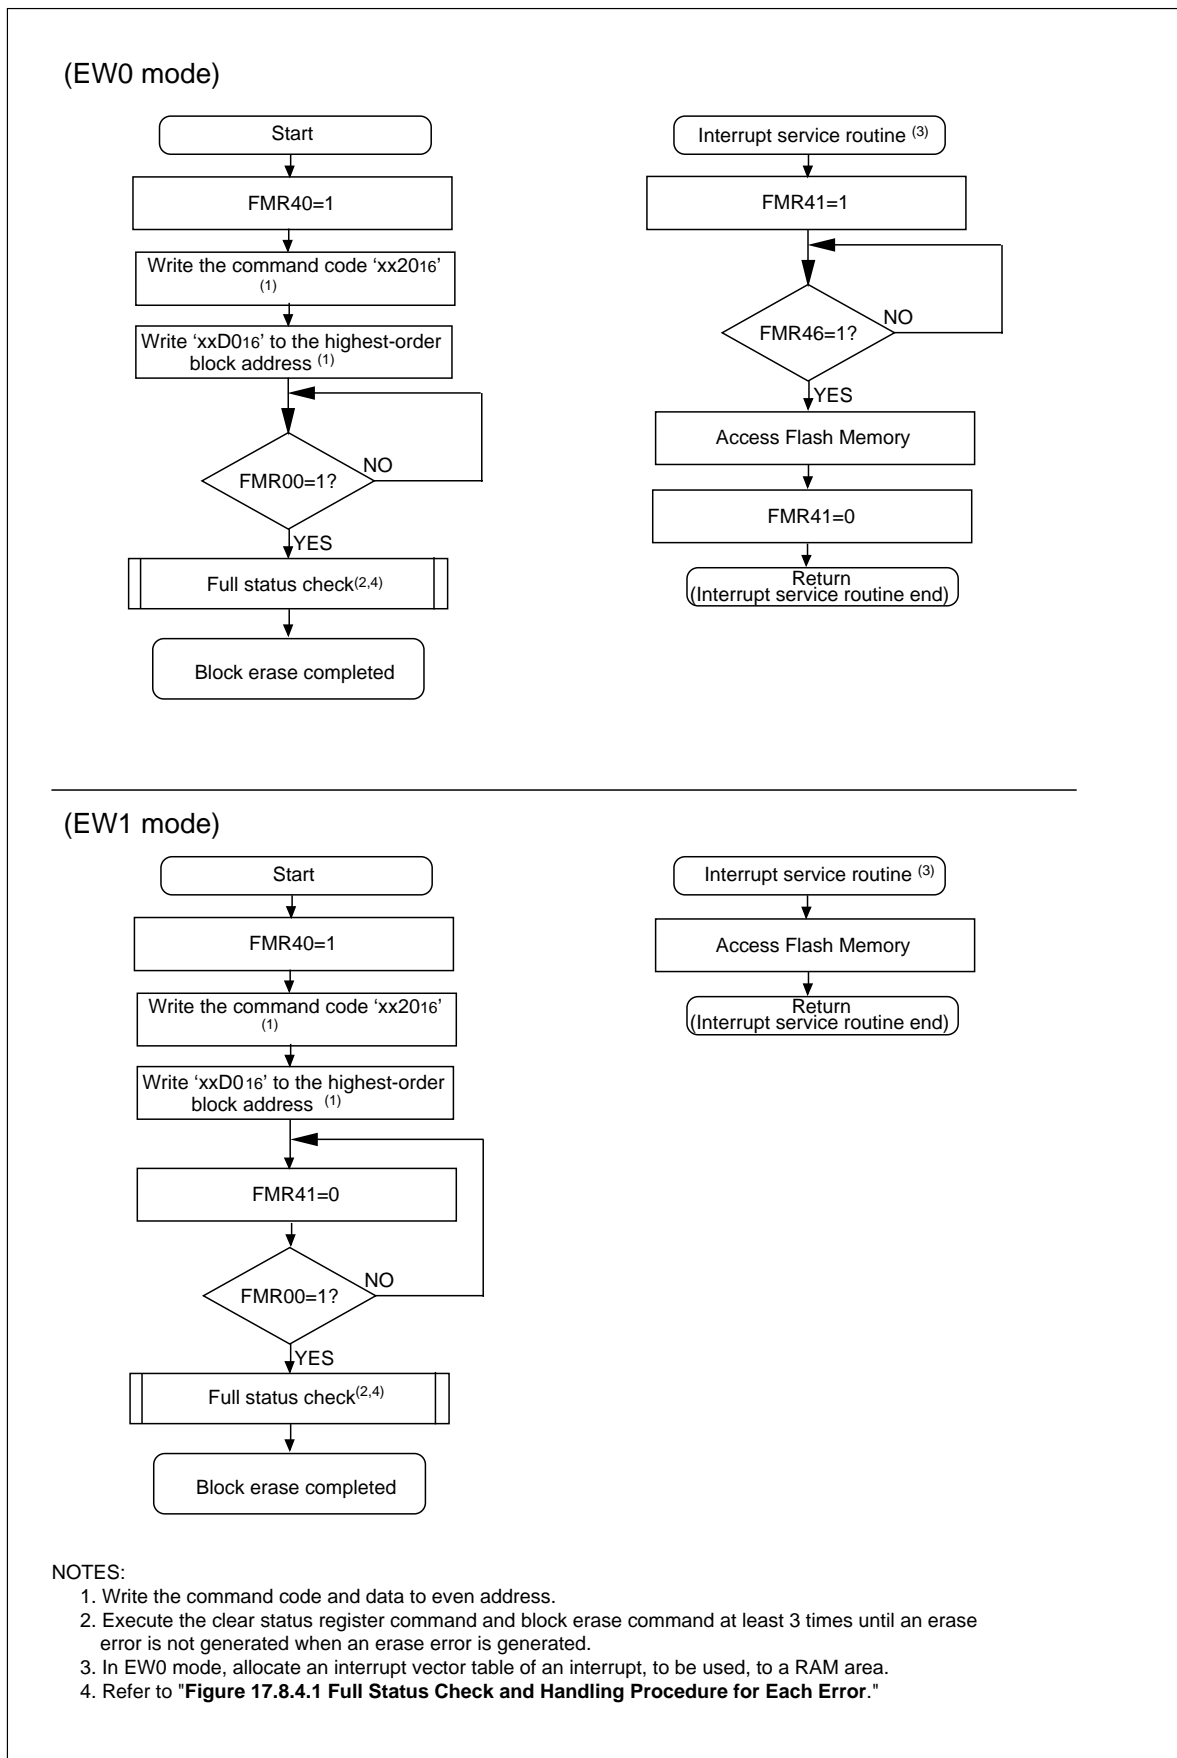 (EW0 mode)
Start
FMR40=1
Write the command code ‘xx2016’
(1)
Write ‘xxD016’ to the highest-order
block address (1)
FMR00=1?
NO
YES
Full status check(2,4)
Block erase completed
Interrupt service routine (3)
FMR41=1
FMR46=1?
NO
YES
Access Flash Memory
FMR41=0
Return
(Interrupt service routine end)
(EW1 mode)
Start
FMR40=1
Write the command code ‘xx2016’
(1)
Write ‘xxD016’ to the highest-order
block address (1)
FMR41=0
FMR00=1?
NO
YES
Full status check(2,4)
Block erase completed
Interrupt service routine (3)
Access Flash Memory
Return
(Interrupt service routine end)
NOTES:
1. Write the command code and data to even address.
2. Execute the clear status register command and block erase command at least 3 times until an erase
error is not generated when an erase error is generated.
3. In EW0 mode, allocate an interrupt vector table of an interrupt, to be used, to a RAM area.
4. Refer to "Figure 17.8.4.1 Full Status Check and Handling Procedure for Each Error."